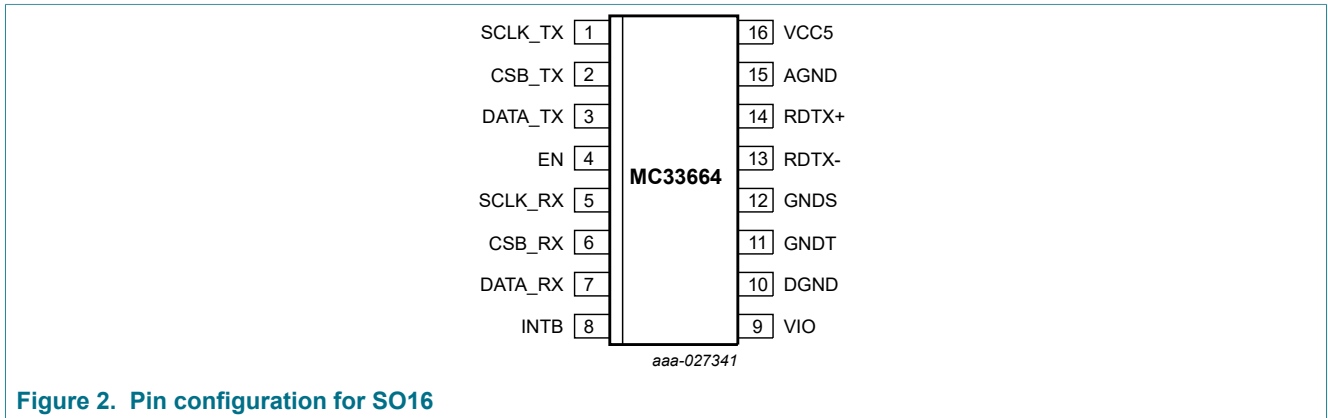 SCLK_TX 1 16 VCC5
CSB_TX 2 15 AGND
DATA_TX 3 14 RDTX+
EN 4 13 RDTX-
MC33664
SCLK_RX 5 12 GNDS
CSB_RX 6 11 GNDT
DATA_RX 7 10 DGND
INTB 8 9 VIO
aaa-027341
Figure 2. Pin configuration for SO16